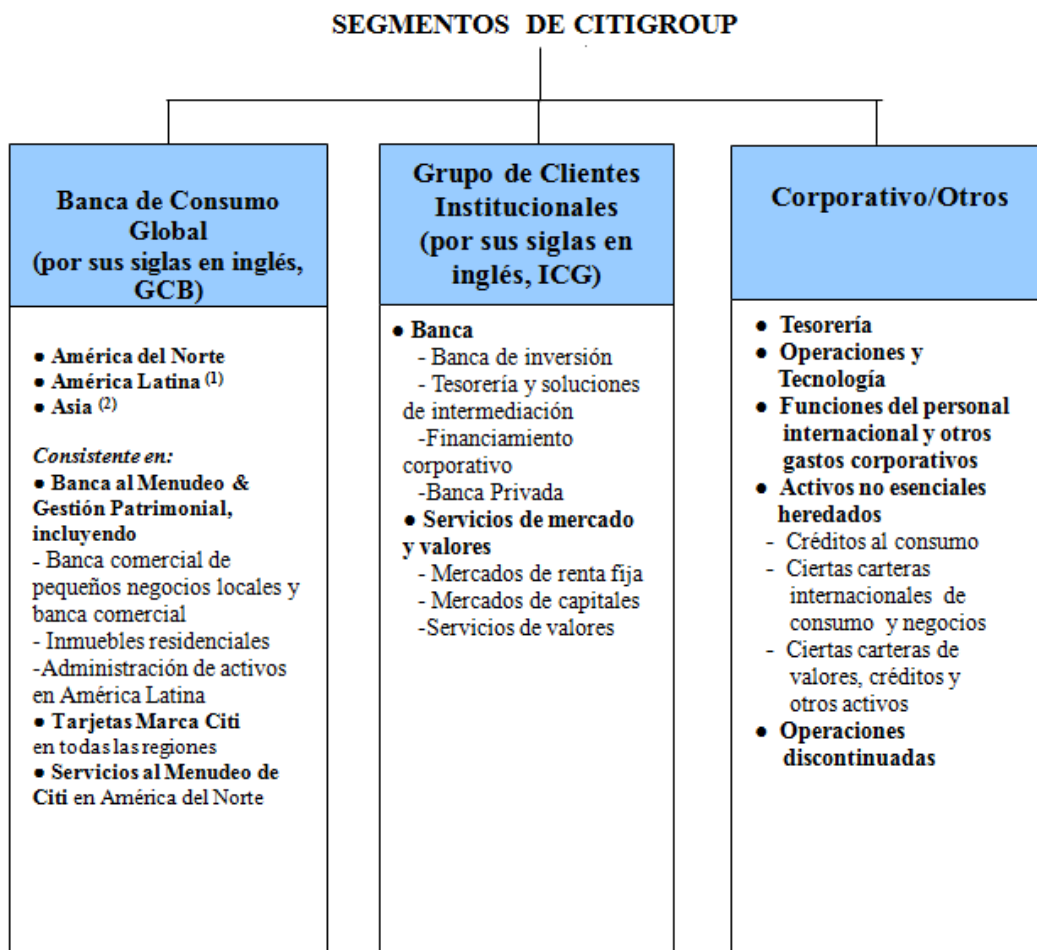 SEGMENTOS DE CITIGROUP
Banca de Consumo
Global
(por sus siglas en inglés,
GCB)
● América del Norte
● América Latina (1)
● Asia (2)
Consistente en:
● Banca al Menudeo &
Gestión Patrimonial,
incluyendo
- Banca comercial de
pequeños negocios locales y
banca comercial
- Inmuebles residenciales
-Administración de activos
en América Latina
● Tarjetas Marca Citi
en todas las regiones
● Servicios al Menudeo de
Citi en América del Norte
Grupo de Clientes
Institucionales
(por sus siglas en
inglés, ICG)
● Banca
- Banca de inversión
- Tesorería y soluciones
de intermediación
-Financiamiento
corporativo
-Banca Privada
● Servicios de mercado
y valores
- Mercados de renta fija
- Mercados de capitales
-Servicios de valores
Corporativo/Otros
● Tesorería
● Operaciones y
Tecnología
● Funciones del personal
internacional y otros
gastos corporativos
● Activos no esenciales
heredados
- Créditos al consumo
- Ciertas carteras
internacionales de
consumo y negocios
- Ciertas carteras de
valores, créditos y
otros activos
● Operaciones
discontinuadas